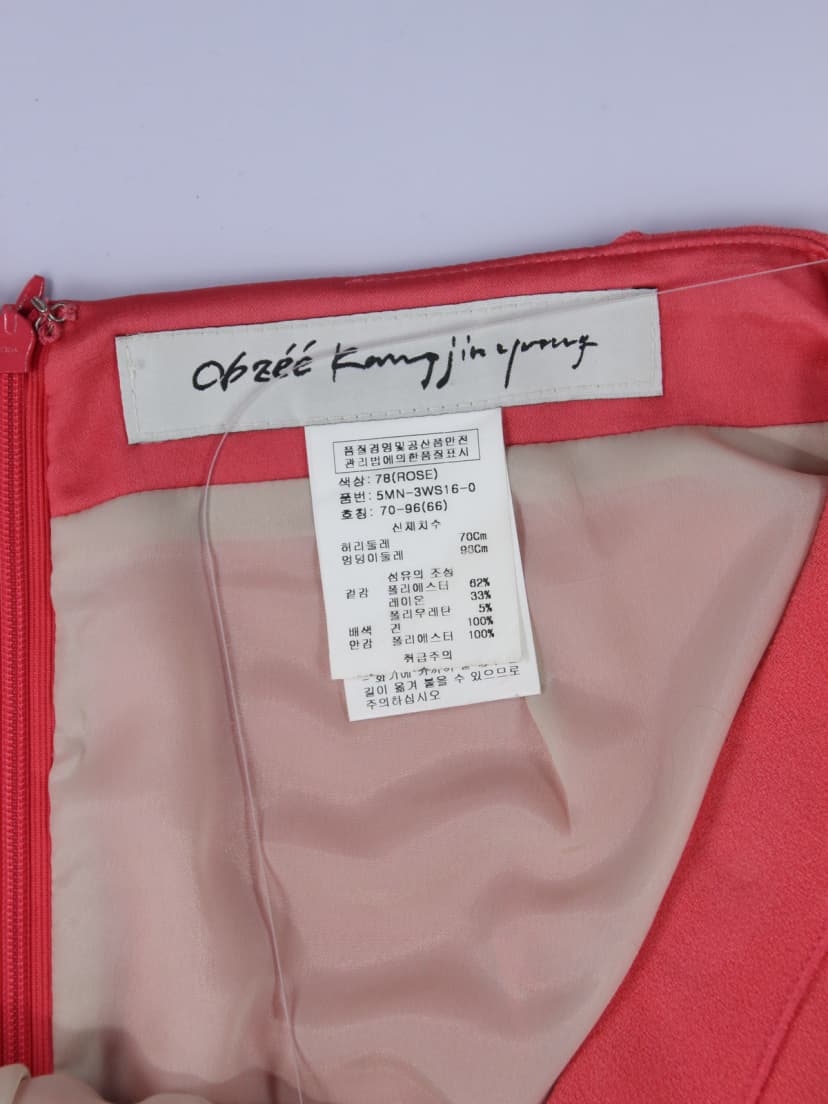 Obzéé Kangjinyoung
품질경영및공산품안전
관리법에의한품질표시
색상: 78(ROSE)
품번: 5MN-3WS16-0
호칭: 70-96(66)
신체치수
허리둘레 70Cm
엉덩이둘레 98Cm
섬유의 조성
겉감 폴리에스터 62%
레이온 33%
폴리우레탄 5%
배색 견 100%
안감 폴리에스터 100%
취급주의
길이 옮겨 붙을 수 있으므로
주의하십시오